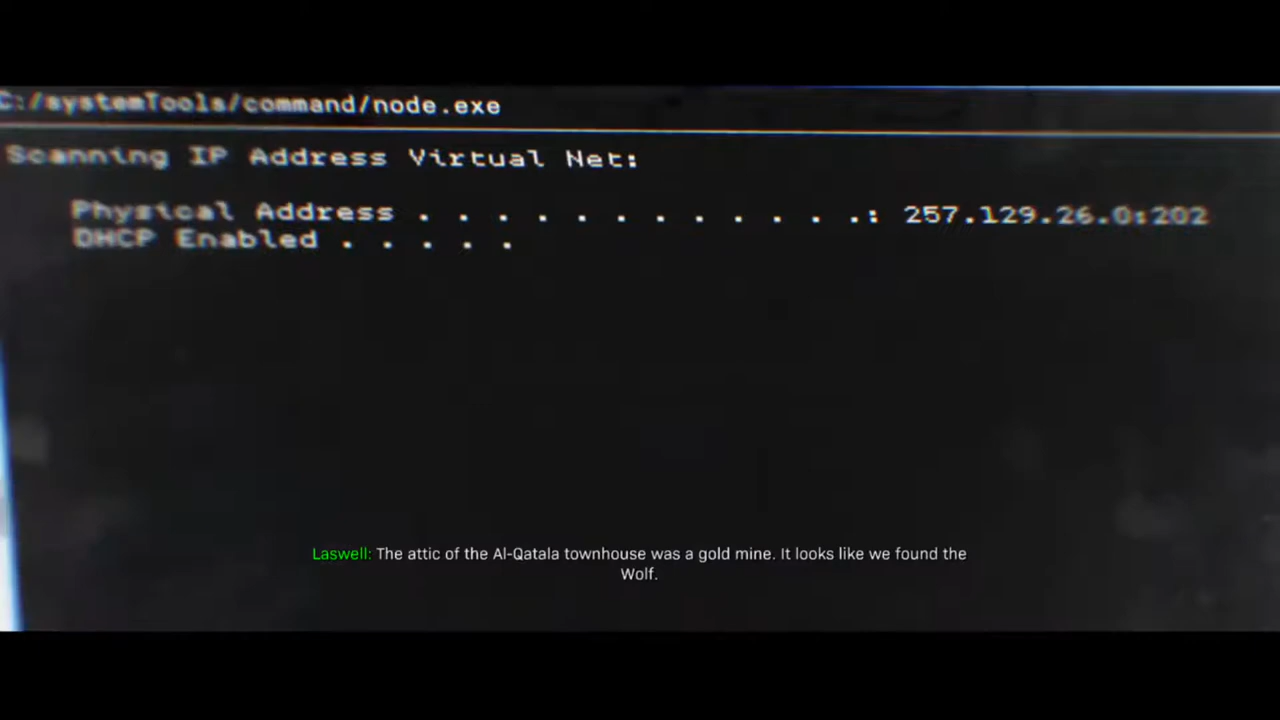 C:/systemTools/command/node.exe
Scanning IP Address Virtual Net:
Physical Address . . . . . . . . . . . .: 257.129.26.0:202
DHCP Enabled . . . . .
Laswell: The attic of the Al-Qatala townhouse was a gold mine. It looks like we found the
Wolf.